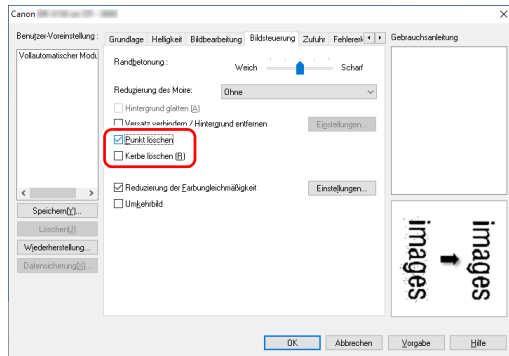 Canon
Benutzer-Voreinstellung :
Vollautomatischer Modu
Speichern(Y)...
Löschen(J)
Wiederherstellung...
Datensicherung(X)...
Grundlage Helligkeit Bildbearbeitung Bildsteuerung Zufuhr Fehlererk
Randbetonung :
Weich Scharf
Reduzierung des Moire: Ohne
Hintergrund glätten (A)
Versatz verhindern / Hintergrund entfernen Einstellungen...
Punkt löschen
Kerbe löschen (R)
Reduzierung der Farbungleichmäßigkeit Einstellungen...
Umkehrbild
Gebrauchsanleitung
images
images
OK Abbrechen Vorgabe Hilfe